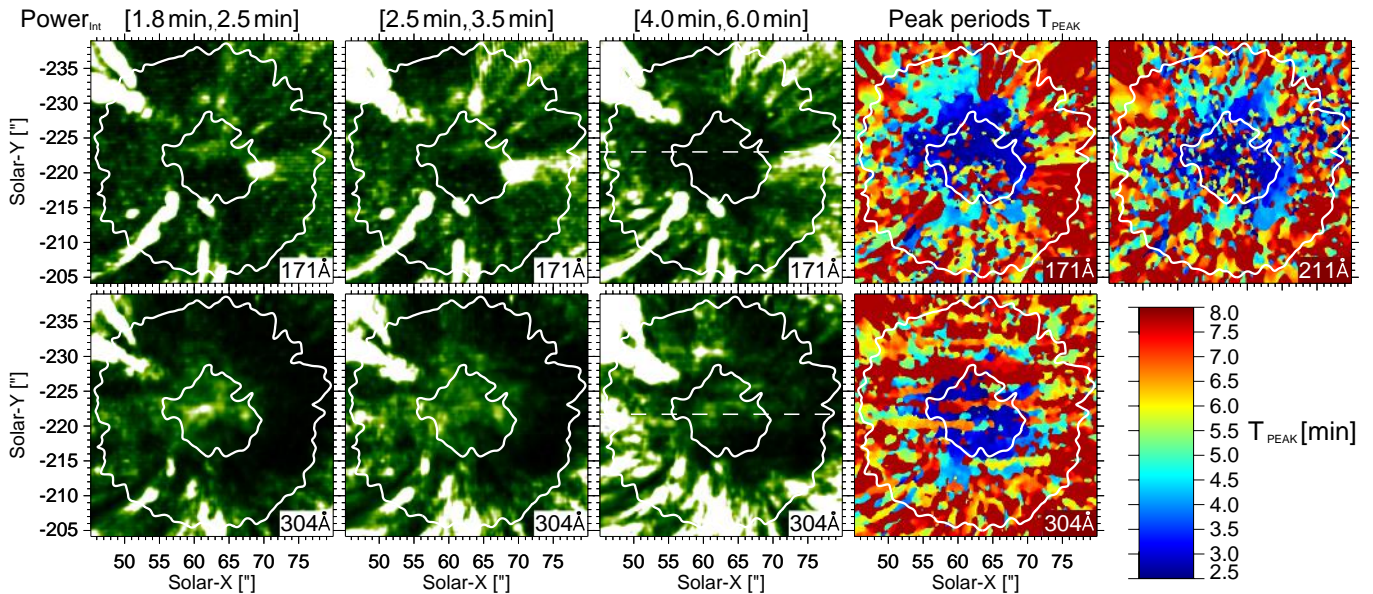 Power_Int [1.8 min, 2.5 min] [2.5 min, 3.5 min] [4.0 min, 6.0 min] Peak periods T_PEAK
Solar-Y ["]
-235
-230
-225
-220
-215
-210
-205
171Å
171Å
171Å
171Å
211Å
Solar-Y ["]
-235
-230
-225
-220
-215
-210
-205
304Å
304Å
304Å
304Å
50 55 60 65 70 75
50 55 60 65 70 75
50 55 60 65 70 75
50 55 60 65 70 75
Solar-X ["]
Solar-X ["]
Solar-X ["]
Solar-X ["]
8.0
7.5
7.0
6.5
6.0
5.5
5.0
4.5
4.0
3.5
3.0
2.5
T_PEAK [min]